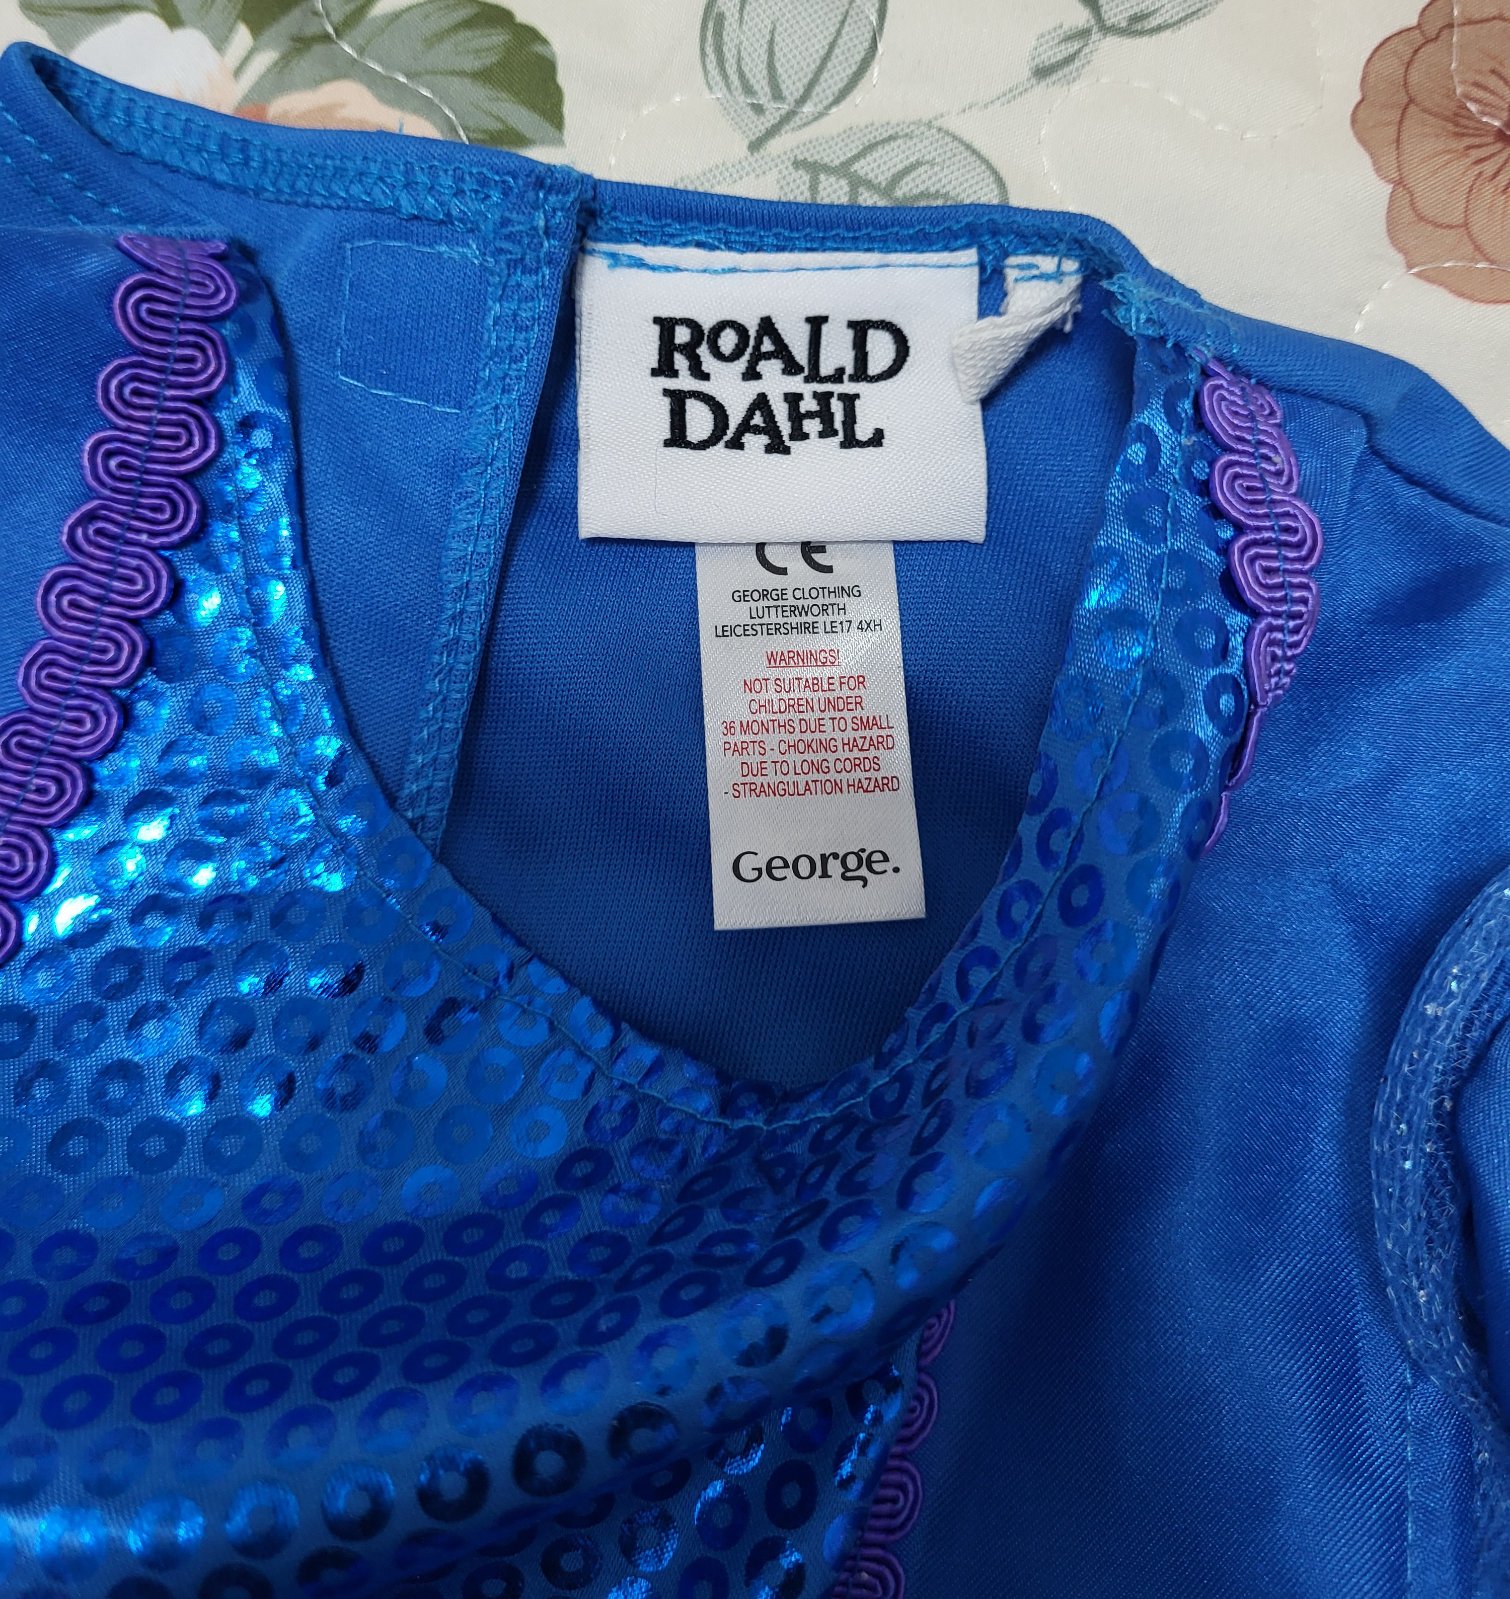 ROALD
DAHL
CE
GEORGE CLOTHING
LUTTERWORTH
LEICESTERSHIRE LE17 4XH
WARNINGS!
NOT SUITABLE FOR
CHILDREN UNDER
36 MONTHS DUE TO SMALL
PARTS - CHOKING HAZARD
DUE TO LONG CORDS
- STRANGULATION HAZARD
George.